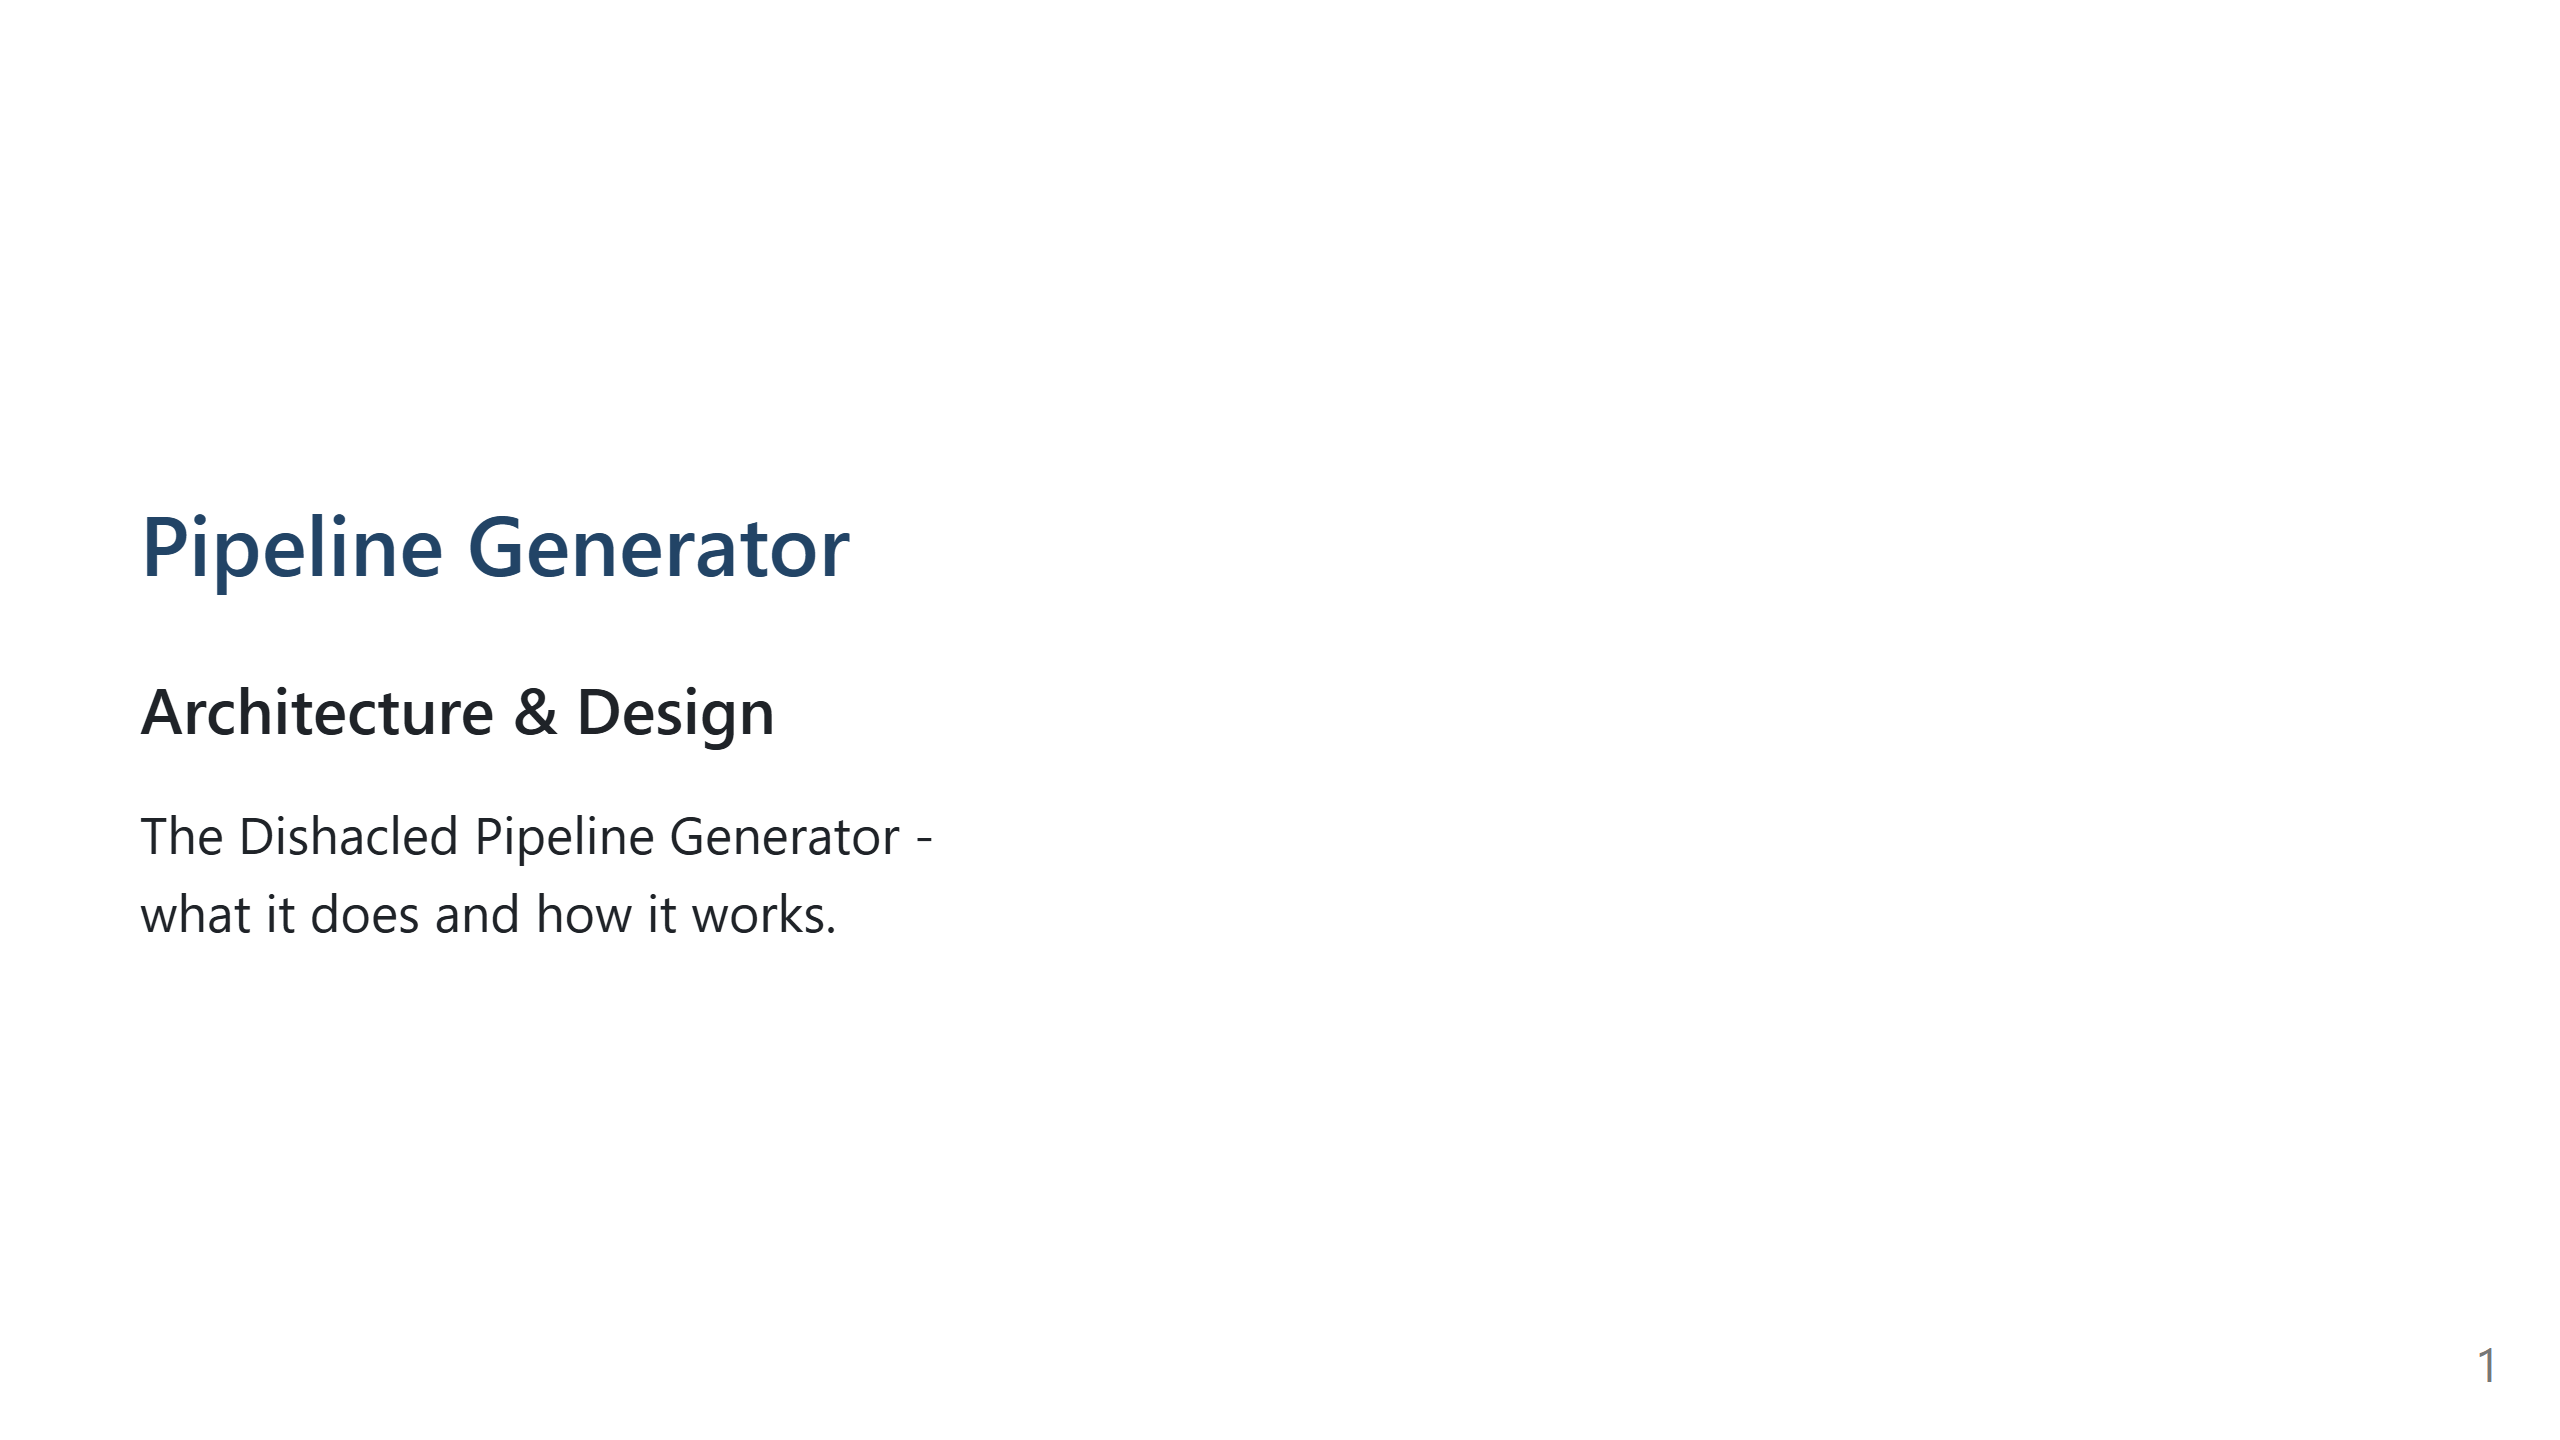 Pipeline Generator
Architecture & Design
The Dishacled Pipeline Generator -
what it does and how it works.
1